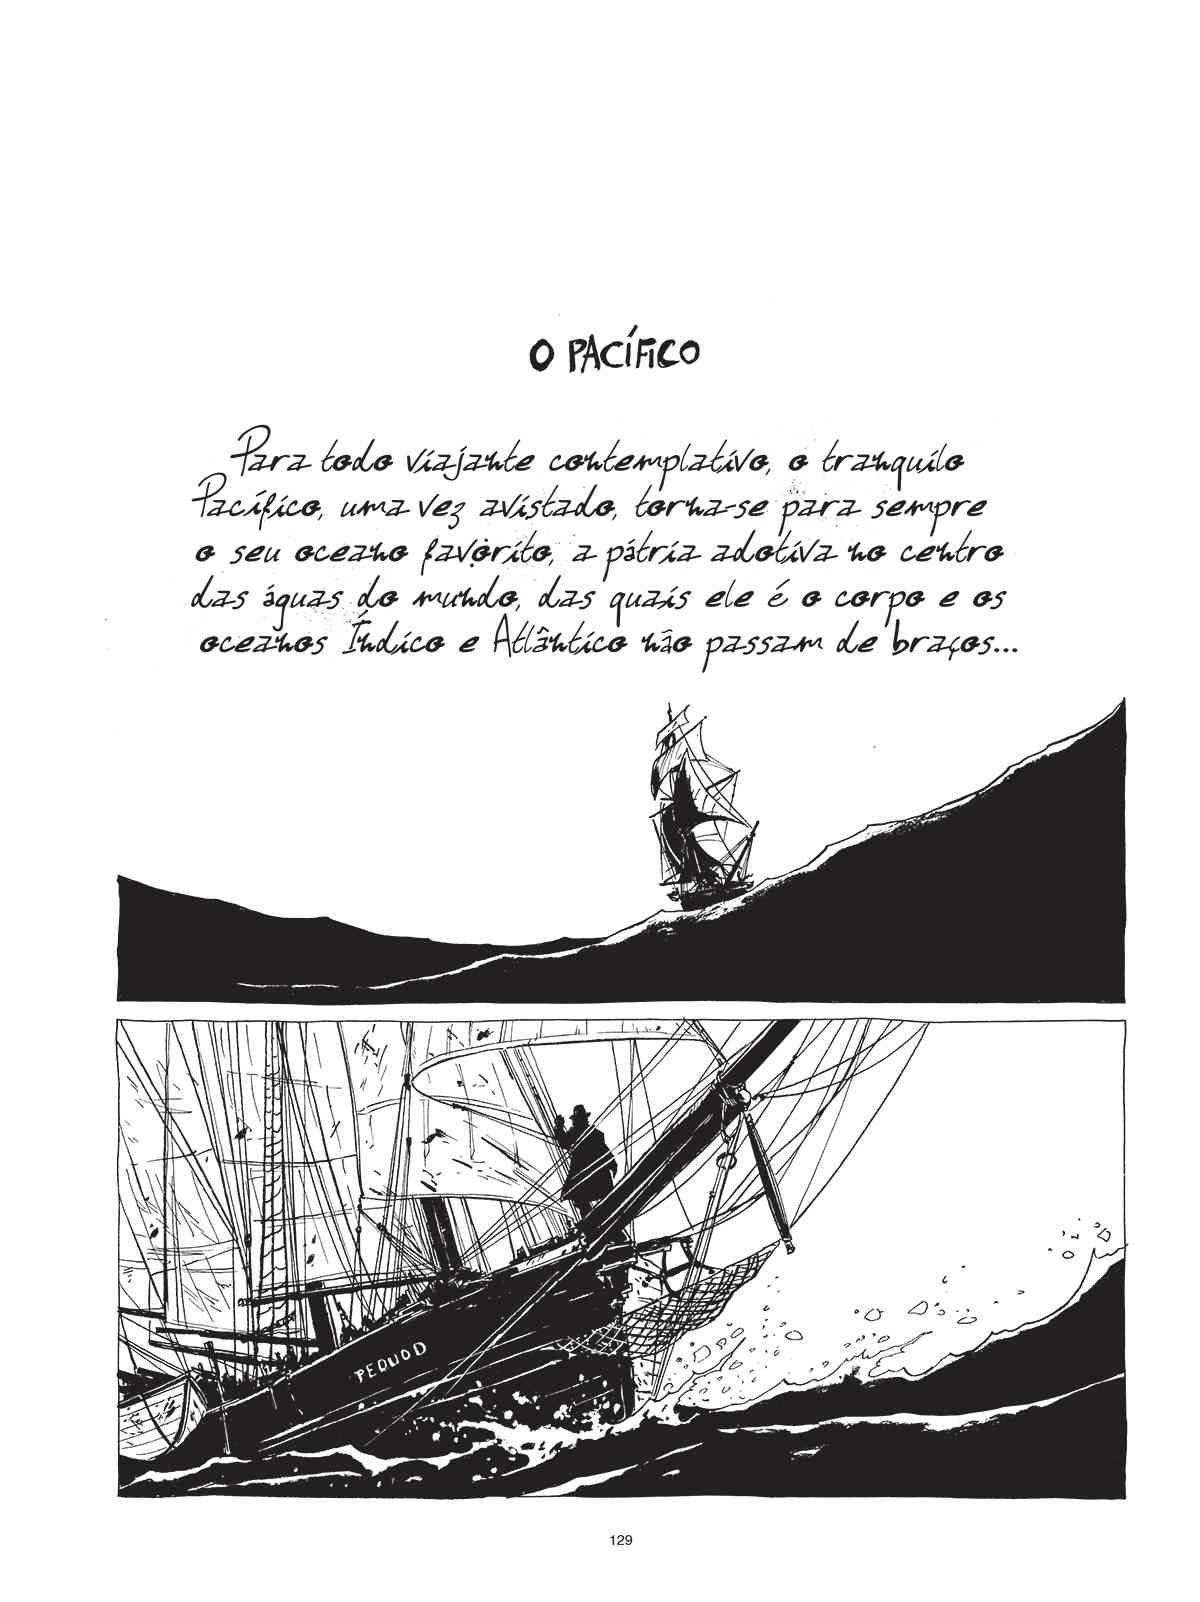 O PACÍFICO
Para todo viajante contemplativo, o tranquilo
Pacífico, uma vez avistado, torna-se para sempre
o seu oceano favorito, a pátria adotiva no centro
das águas do mundo, das quais ele é o corpo e os
oceanos Índico e Atlântico não passam de braços...
PEQUOD
129